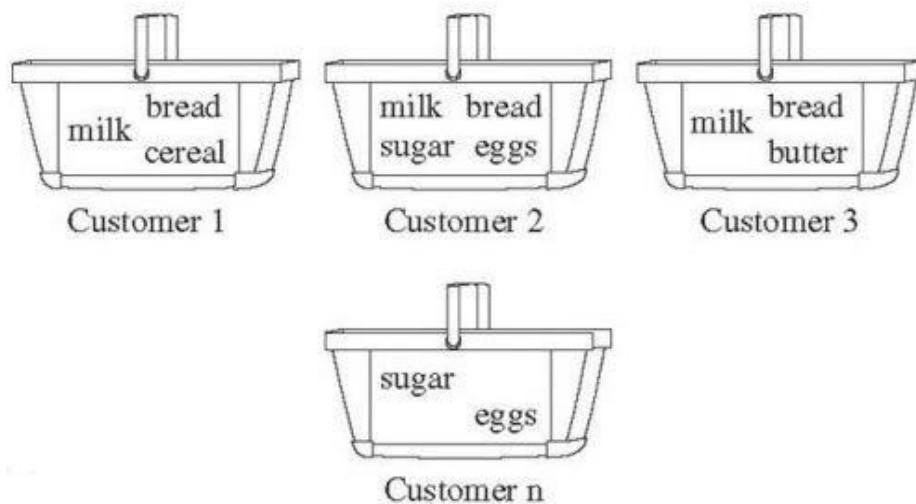 milk bread cereal
milk bread
sugar eggs
milk bread butter
Customer 1
Customer 2
Customer 3
sugar
eggs
Customer n